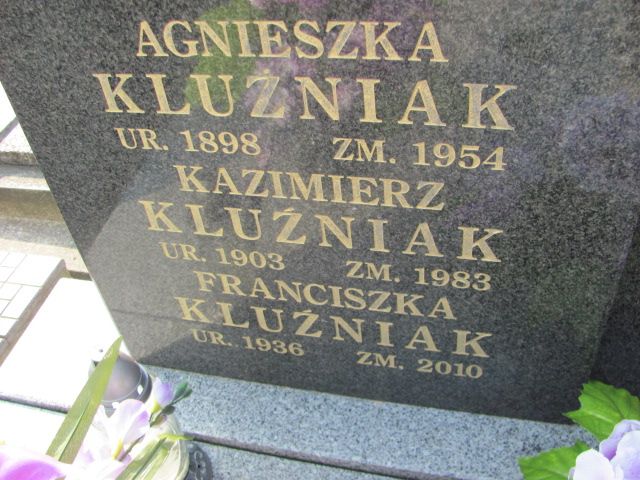 AGNIESZKA
KLUŹNIAK
UR. 1898 ZM. 1954
KAZIMIERZ
KLUŹNIAK
UR. 1903 ZM. 1983
FRANCISZKA
KLUŹNIAK
UR. 1936 ZM. 2010